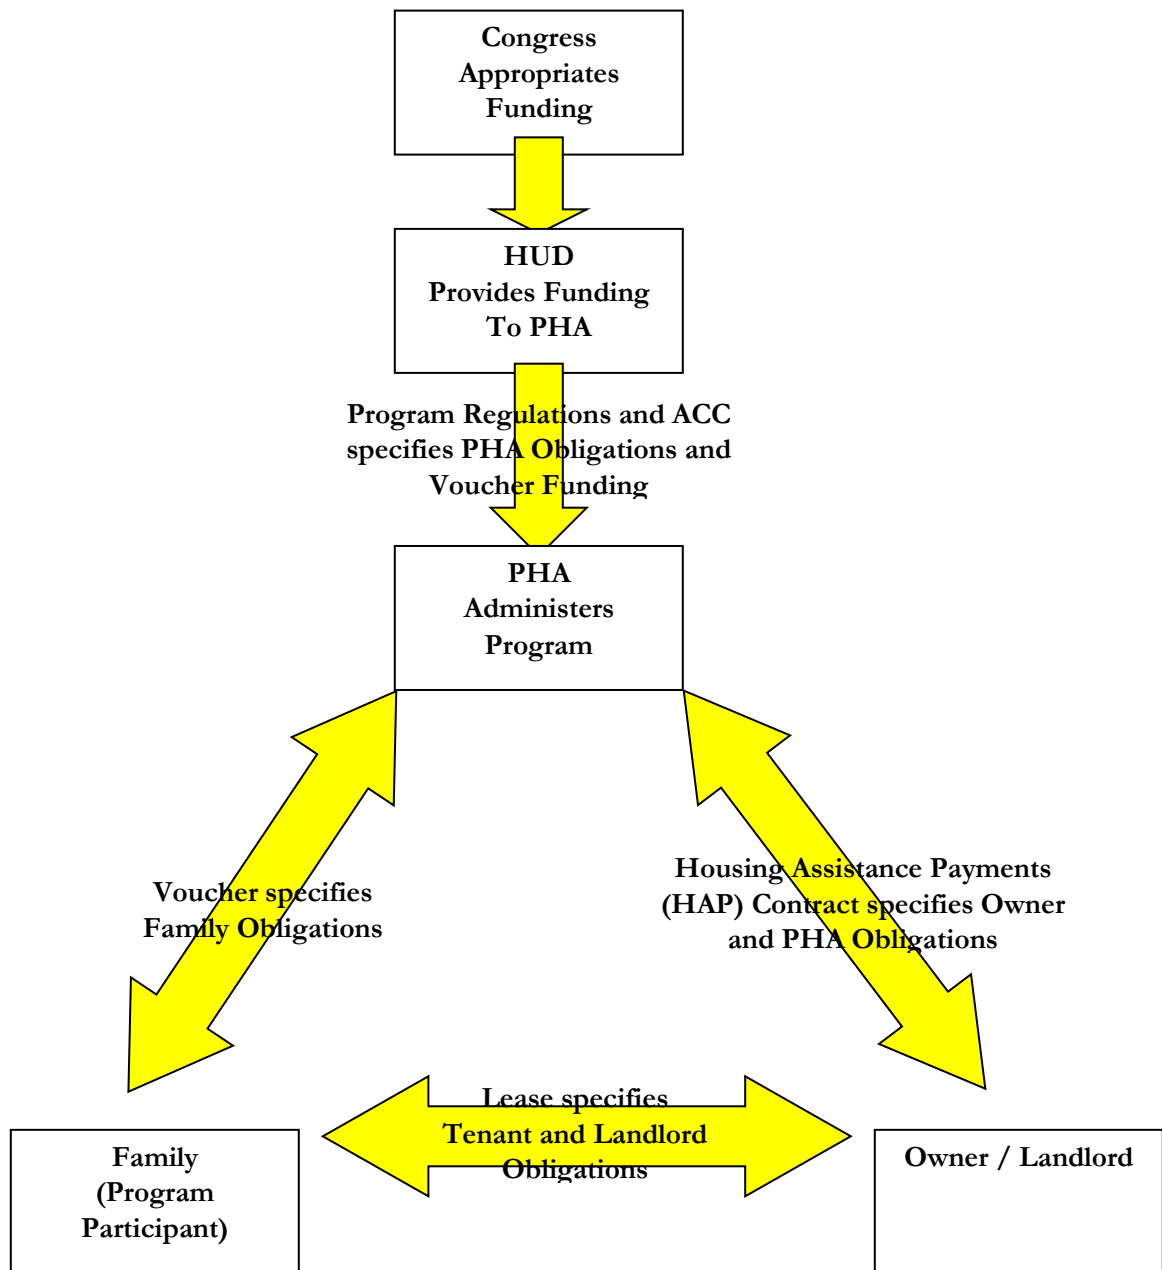 Congress
Appropriates
Funding
HUD
Provides Funding
To PHA
Program Regulations and ACC
specifies PHA Obligations and
Voucher Funding
PHA
Administers
Program
Voucher specifies
Family Obligations
Housing Assistance Payments
(HAP) Contract specifies Owner
and PHA Obligations
Lease specifies
Tenant and Landlord
Obligations
Family
(Program
Participant)
Owner / Landlord